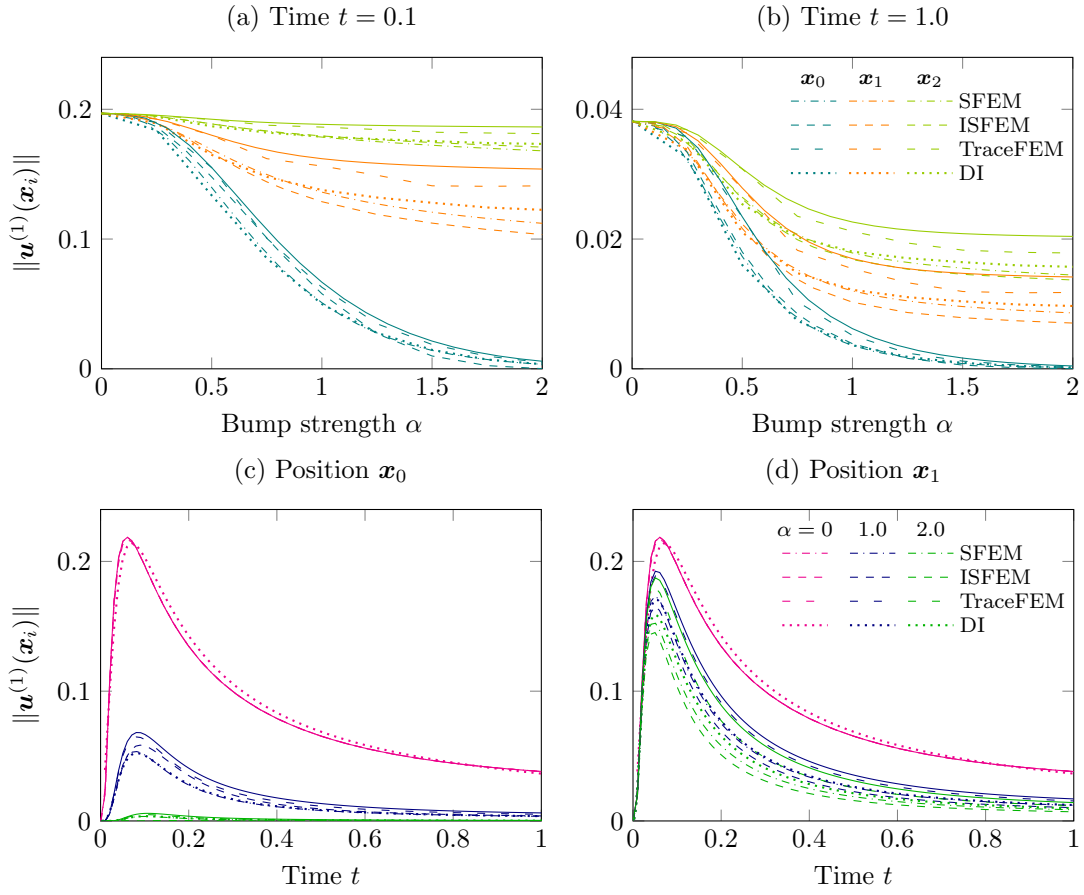 (a) Time t = 0.1
(b) Time t = 1.0
‖u⁽¹⁾(xᵢ)‖
0.2
0.1
0
0 0.5 1 1.5 2
Bump strength α
0.04
0.02
0
0 0.5 1 1.5 2
Bump strength α
x₀ x₁ x₂
SFEM
ISFEM
TraceFEM
DI
(c) Position x₀
(d) Position x₁
‖u⁽¹⁾(xᵢ)‖
0.2
0.1
0
0 0.2 0.4 0.6 0.8 1
Time t
0.2
0.1
0
0 0.2 0.4 0.6 0.8 1
Time t
α = 0 1.0 2.0
SFEM
ISFEM
TraceFEM
DI